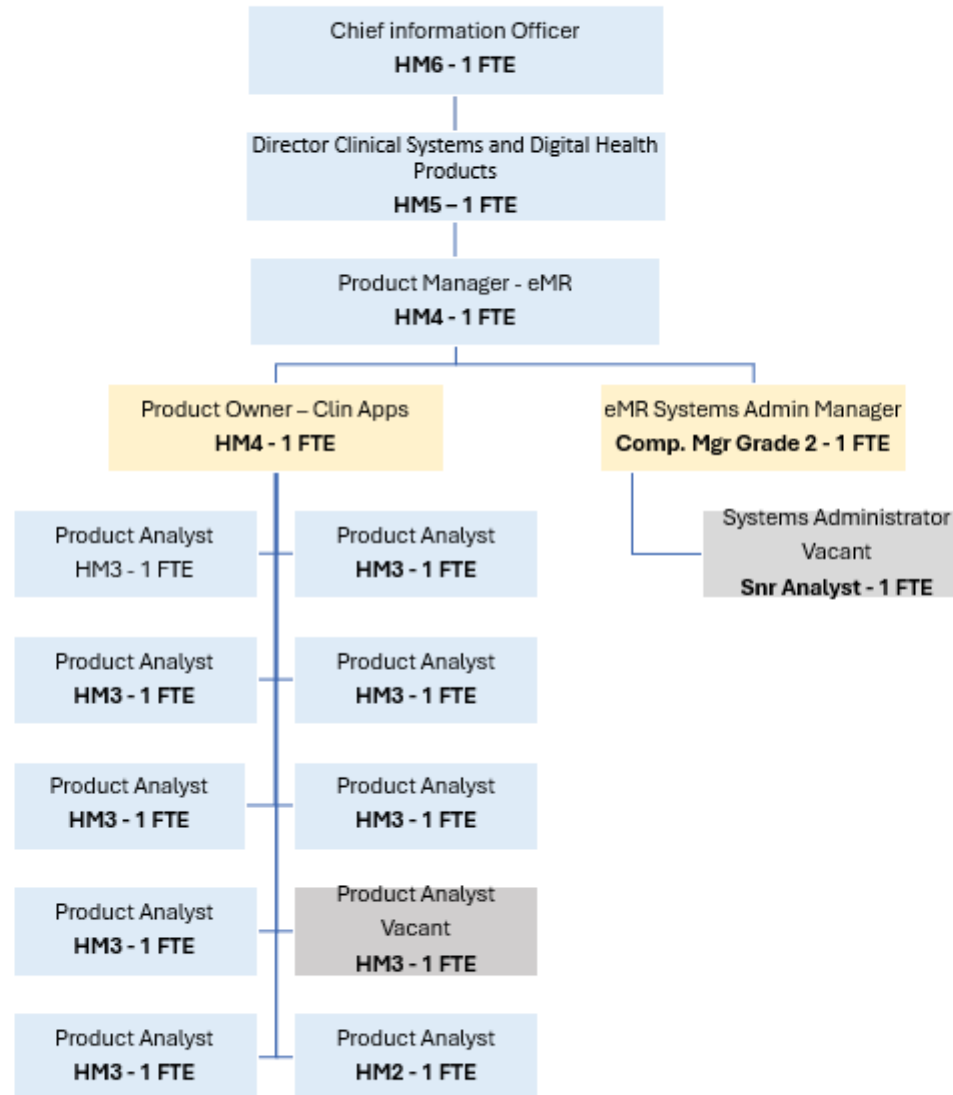 Chief information Officer
HM6 - 1 FTE
Director Clinical Systems and Digital Health
Products
HM5 – 1 FTE
Product Manager - eMR
HM4 - 1 FTE
Product Owner – Clin Apps
HM4 - 1 FTE
eMR Systems Admin Manager
Comp. Mgr Grade 2 - 1 FTE
Systems Administrator
Vacant
Snr Analyst - 1 FTE
Product Analyst
HM3 - 1 FTE
Product Analyst
HM3 - 1 FTE
Product Analyst
HM3 - 1 FTE
Product Analyst
HM3 - 1 FTE
Product Analyst
HM3 - 1 FTE
Product Analyst
HM3 - 1 FTE
Product Analyst
HM3 - 1 FTE
Product Analyst
Vacant
HM3 - 1 FTE
Product Analyst
HM3 - 1 FTE
Product Analyst
HM2 - 1 FTE